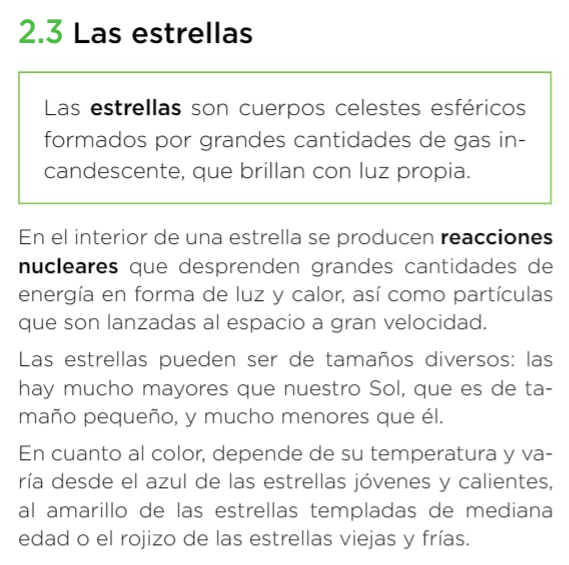 2.3 Las estrellas
Las estrellas son cuerpos celestes esféricos
formados por grandes cantidades de gas in-
candescente, que brillan con luz propia.
En el interior de una estrella se producen reacciones
nucleares que desprenden grandes cantidades de
energía en forma de luz y calor, así como partículas
que son lanzadas al espacio a gran velocidad.
Las estrellas pueden ser de tamaños diversos: las
hay mucho mayores que nuestro Sol, que es de ta-
maño pequeño, y mucho menores que él.
En cuanto al color, depende de su temperatura y va-
ría desde el azul de las estrellas jóvenes y calientes,
al amarillo de las estrellas templadas de mediana
edad o el rojizo de las estrellas viejas y frías.